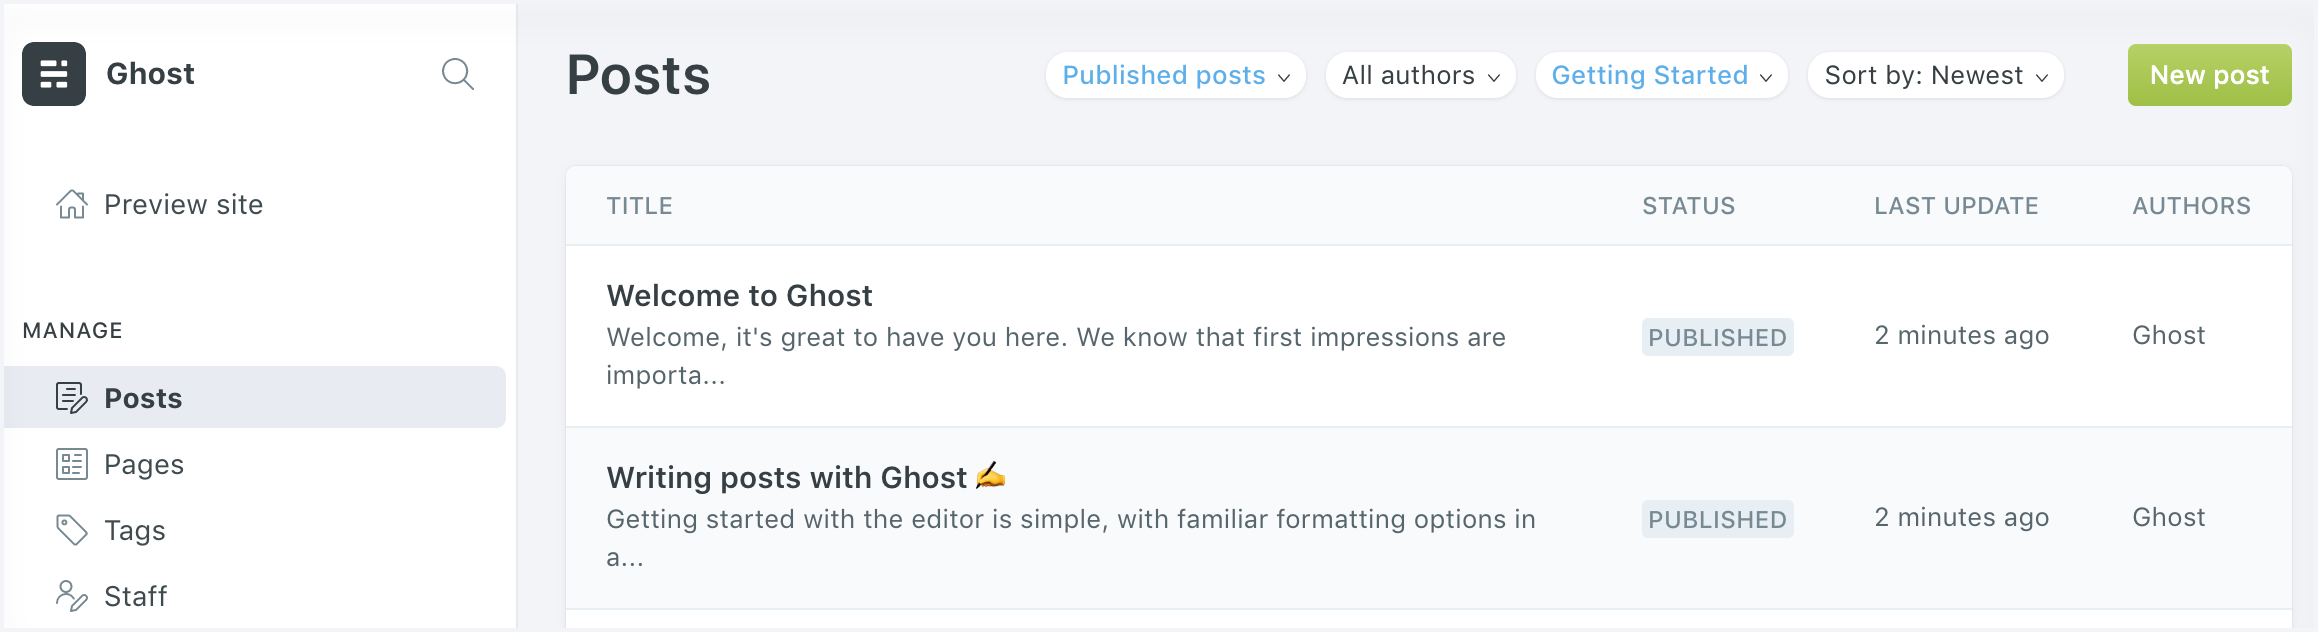 Ghost
Preview site
MANAGE
Posts
Pages
Tags
Staff
Posts
Published posts
All authors
Getting Started
Sort by: Newest
New post
TITLE STATUS LAST UPDATE AUTHORS
Welcome to Ghost
Welcome, it's great to have you here. We know that first impressions are
importa...
PUBLISHED
2 minutes ago
Ghost
Writing posts with Ghost ✍️
Getting started with the editor is simple, with familiar formatting options in
a...
PUBLISHED
2 minutes ago
Ghost